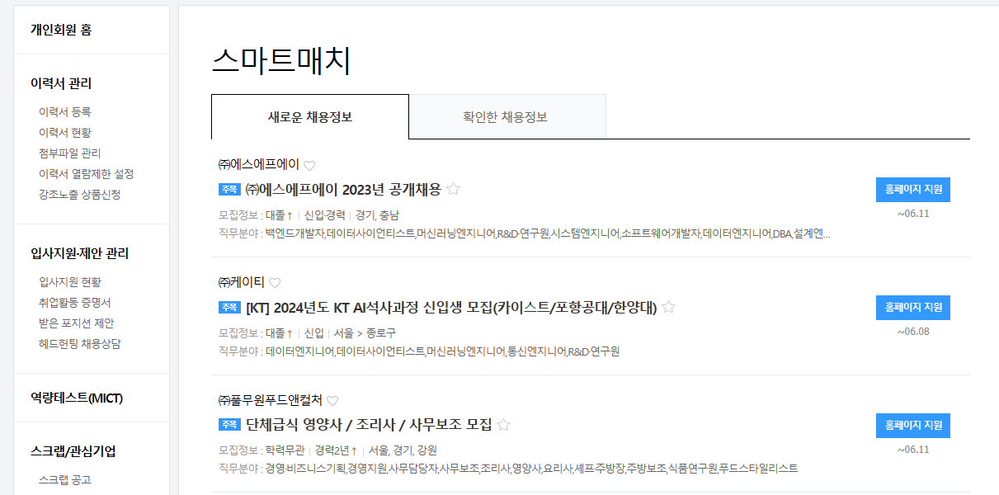 개인회원 홈
이력서 관리
이력서 등록
이력서 현황
첨부파일 관리
이력서 열람제한 설정
강조노출 상품신청
입사지원·제안 관리
입사지원 현황
취업활동 증명서
받은 포지션 제안
헤드헌팅 채용상담
역량테스트(MICT)
스크랩/관심기업
스크랩 공고
스마트매치
새로운 채용정보
확인한 채용정보
㈜에스에프에이 ♡
주목 ㈜에스에프에이 2023년 공개채용 ☆
모집정보 : 대졸↑ | 신입·경력 | 경기, 충남
직무분야 : 백엔드개발자,데이터사이언티스트,머신러닝엔지니어,R&D·연구원,시스템엔지니어,소프트웨어개발자,데이터엔지니어,DBA,설계엔...
홈페이지 지원
~06.11
㈜케이티 ♡
주목 [KT] 2024년도 KT AI석사과정 신입생 모집(카이스트/포항공대/한양대) ☆
모집정보 : 대졸↑ | 신입 | 서울 > 종로구
직무분야 : 데이터엔지니어,데이터사이언티스트,머신러닝엔지니어,통신엔지니어,R&D·연구원
홈페이지 지원
~06.08
㈜풀무원푸드앤컬처 ♡
주목 단체급식 영양사 / 조리사 / 사무보조 모집 ☆
모집정보 : 학력무관 | 경력2년↑ | 서울, 경기, 강원
직무분야 : 경영·비즈니스기획,경영지원,사무담당자,사무보조,조리사,영양사,요리사,셰프·주방장,주방보조,식품연구원,푸드스타일리스트
홈페이지 지원
~06.11